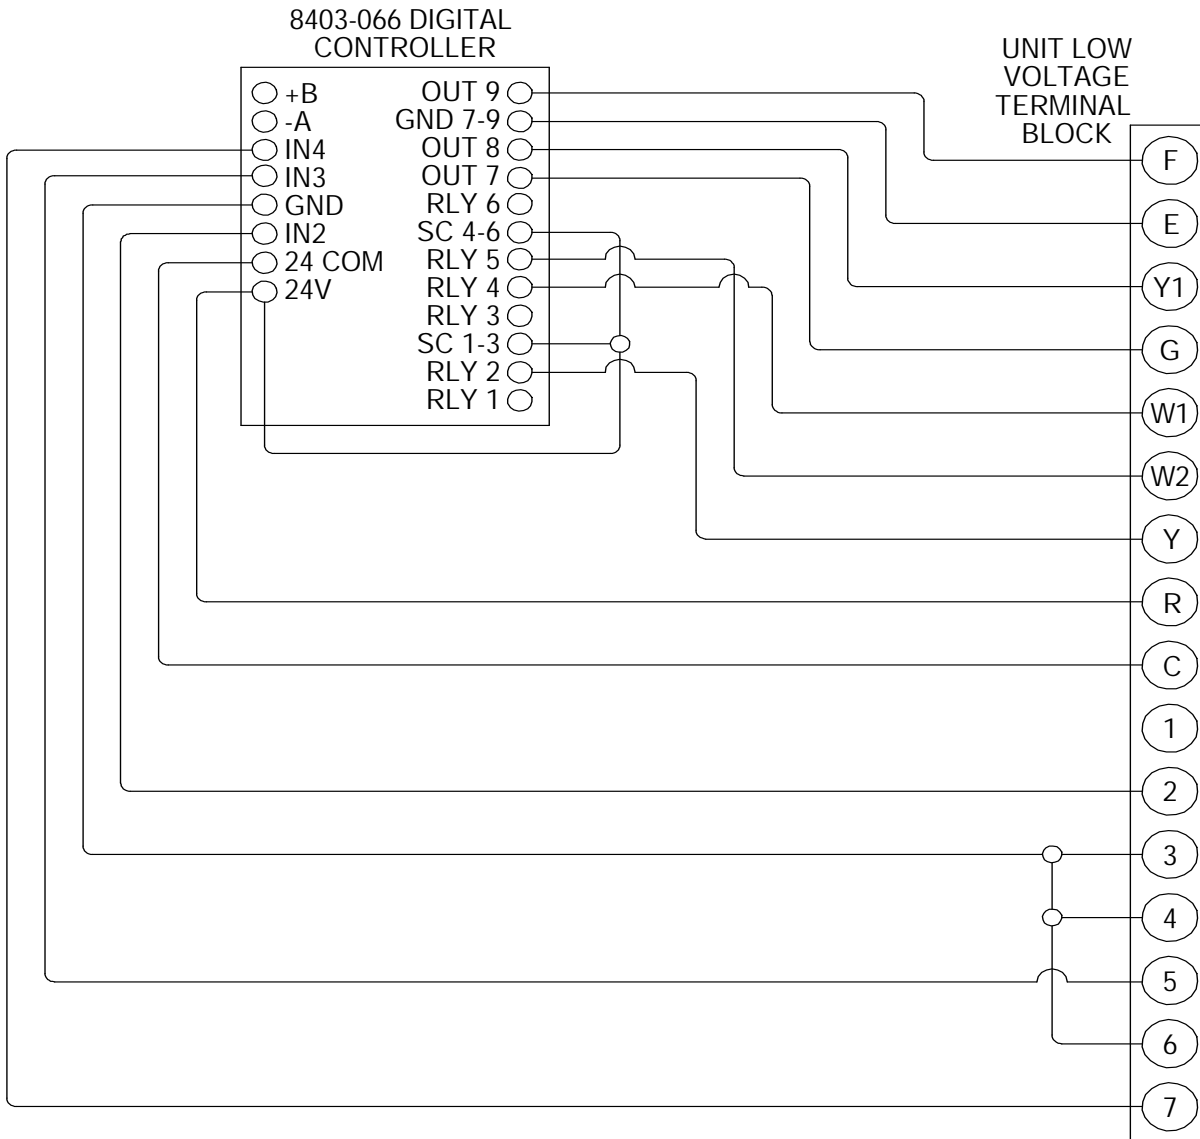 8403-066 DIGITAL
CONTROLLER
UNIT LOW
VOLTAGE
TERMINAL
BLOCK
+B
-A
IN4
IN3
GND
IN2
24 COM
24V
OUT 9
GND 7-9
OUT 8
OUT 7
RLY 6
SC 4-6
RLY 5
RLY 4
RLY 3
SC 1-3
RLY 2
RLY 1
F
E
Y1
G
W1
W2
Y
R
C
1
2
3
4
5
6
7